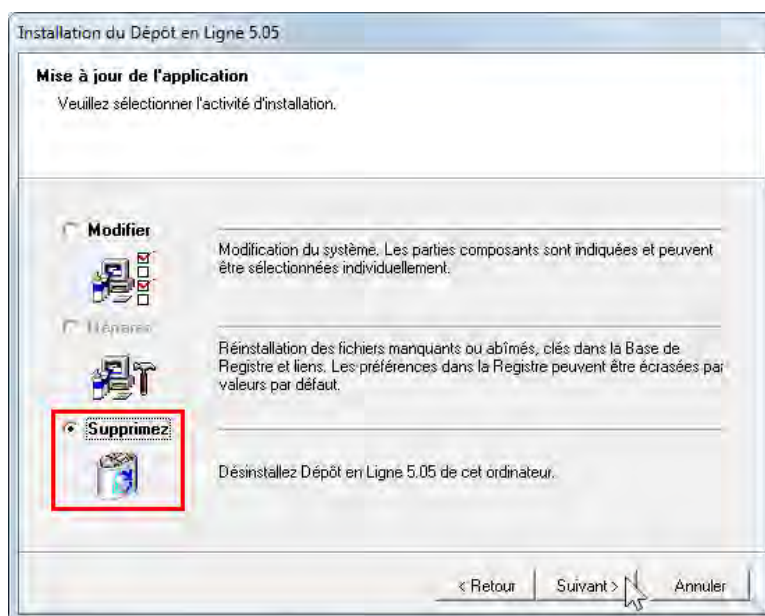 Installation du Dépôt en Ligne 5.05
Mise à jour de l'application
Veuillez sélectionner l'activité d'installation.
Modifier
Modification du système. Les parties composants sont indiquées et peuvent
être sélectionnées individuellement.
Réparer
Réinstallation des fichiers manquants ou abîmés, clés dans la Base de
Registre et liens. Les préférences dans la Registre peuvent être écrasées par
valeurs par défaut.
Supprimez
Désinstallez Dépôt en Ligne 5.05 de cet ordinateur.
< Retour Suivant > Annuler